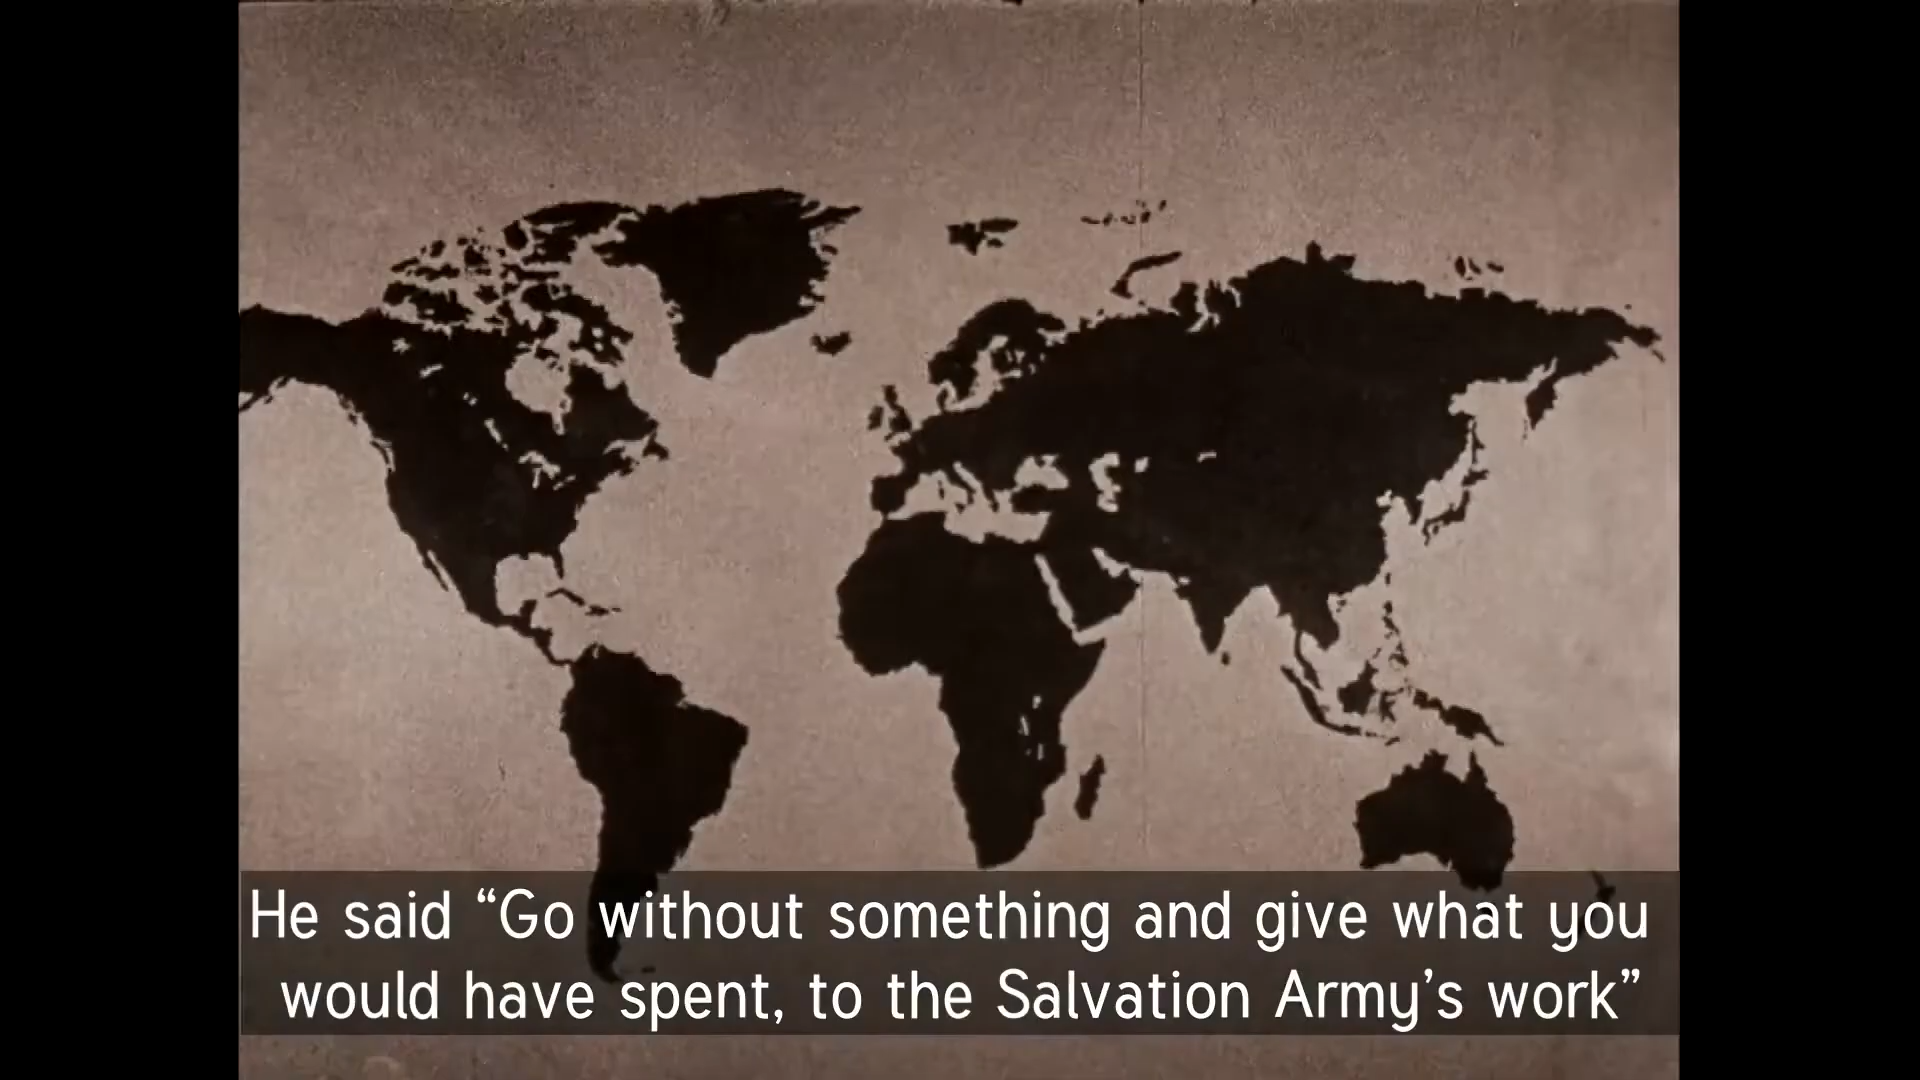 He said “Go without something and give what you
would have spent, to the Salvation Army’s work”